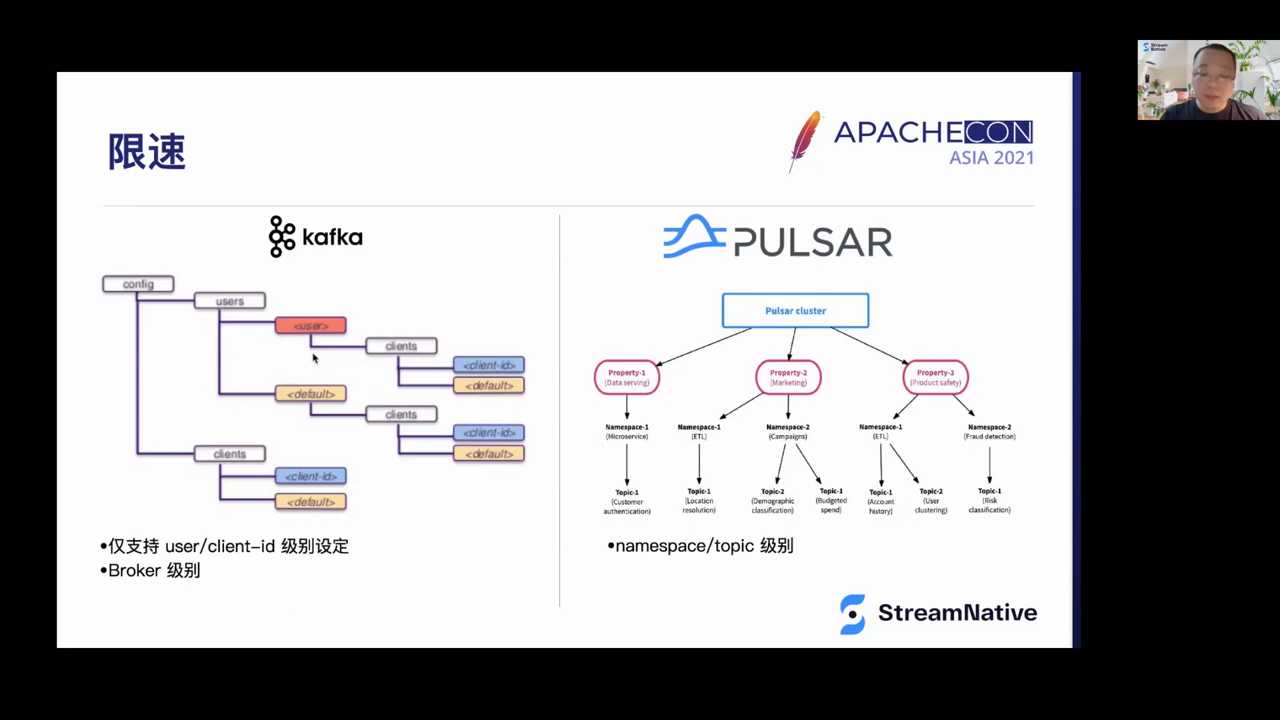 Stream
Native
限速
APACHECON
ASIA 2021
kafka
config
users
<user>
clients
<client-id>
<default>
<default>
clients
<client-id>
<default>
clients
<client-id>
<default>
•仅支持 user/client-id 级别设定
•Broker 级别
PULSAR
Pulsar cluster
Property-1
(Data serving)
Property-2
(Marketing)
Property-3
(Product safety)
Namespace-1
(Microservice)
Namespace-1
(ETL)
Namespace-2
(Campaigns)
Namespace-1
(ETL)
Namespace-2
(Fraud detection)
Topic-1
(Customer
authentication)
Topic-1
(Location
resolution)
Topic-2
(Demographic
classification)
Topic-1
(Budgeted
spend)
Topic-1
(Account
history)
Topic-2
(User
clustering)
Topic-1
(Risk
classification)
•namespace/topic 级别
StreamNative